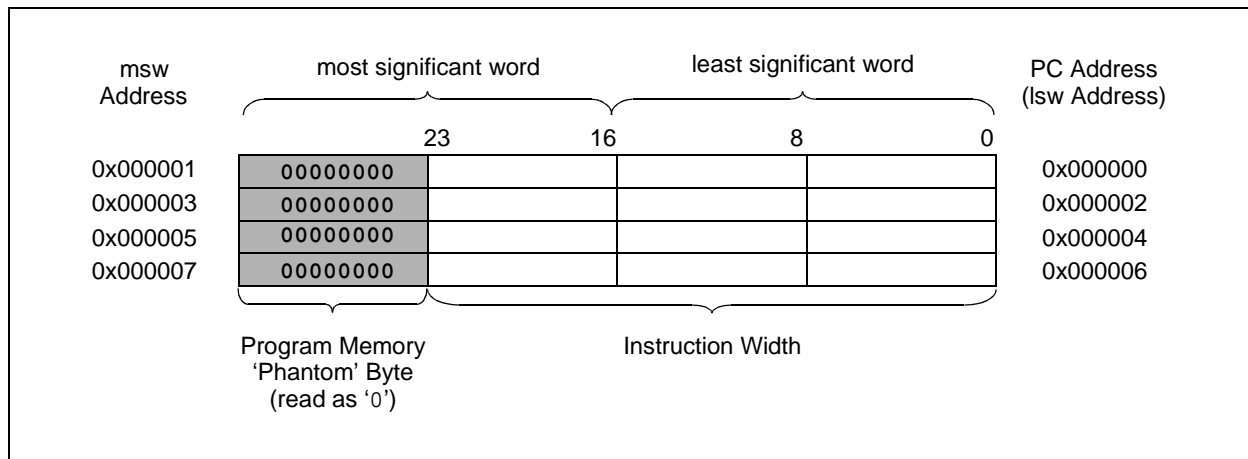 msw
Address
most significant word
least significant word
PC Address
(lsw Address)
23
16
8
0
0x000001
00000000
0x000000
0x000003
00000000
0x000002
0x000005
00000000
0x000004
0x000007
00000000
0x000006
Program Memory
‘Phantom’ Byte
(read as ‘0’)
Instruction Width